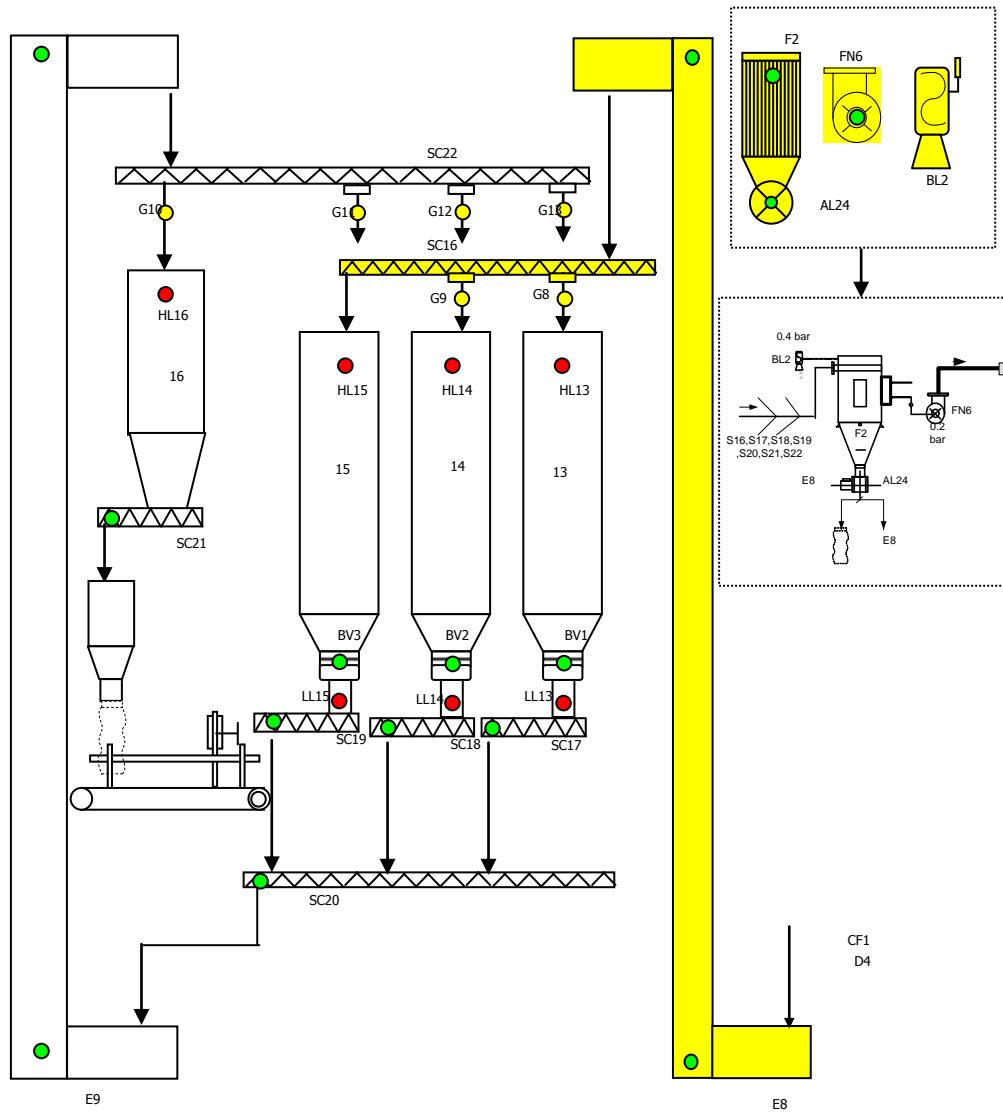 F2
FN6
BL2
AL24
SC22
G10
G11
G12
G13
SC16
G9
G8
HL16
16
HL15
HL14
HL13
15
14
13
0.4 bar
BL2
FN6
0.2
bar
F2
S16,S17,S18,S19
,S20,S21,S22
E8
AL24
E8
SC21
BV3
BV2
BV1
LL15
LL14
LL13
SC19
SC18
SC17
SC20
CF1
D4
E9
E8